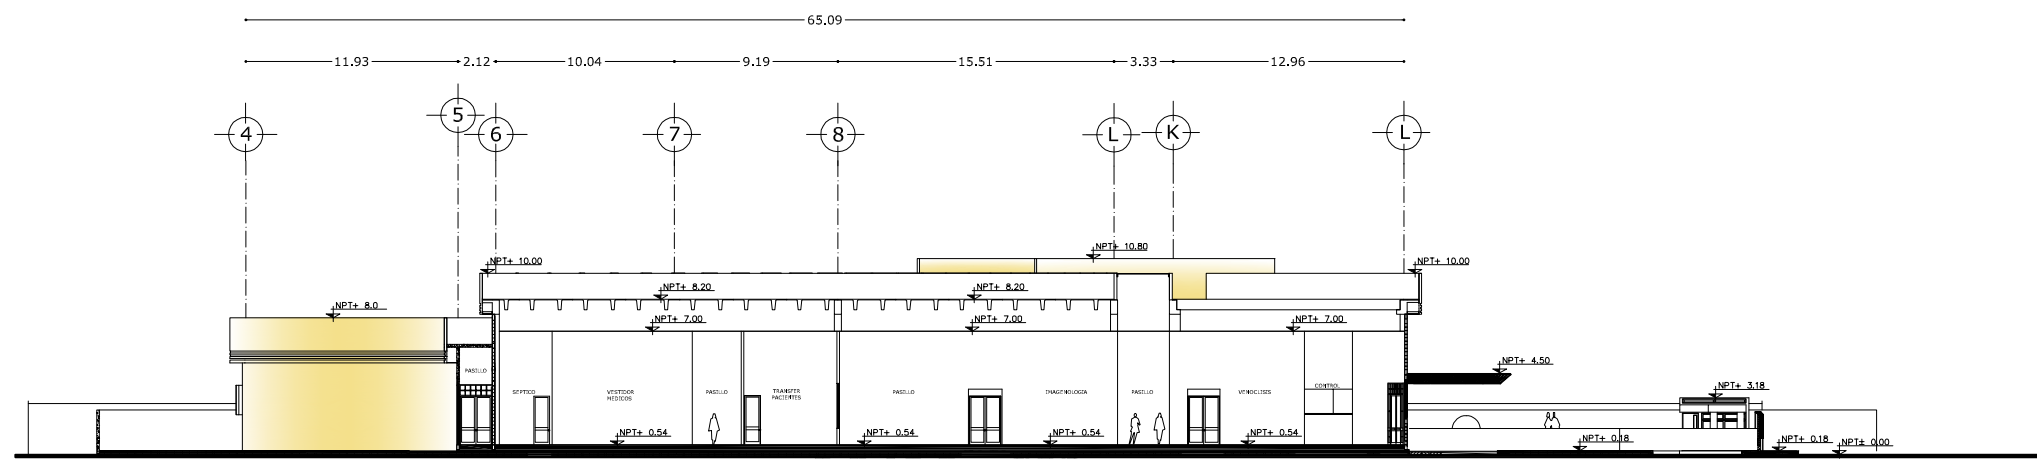 65.09
11.93 2.12 10.04 9.19 15.51 3.33 12.96
4 5 6 7 8 L K L
NPT+ 10.80
NPT+ 10.00 NPT+ 10.00
NPT+ 8.20 NPT+ 8.20
NPT+ 8.0
NPT+ 7.00 NPT+ 7.00 NPT+ 7.00
NPT+ 4.50
PASILLO
NPT+ 3.18
SEPTICO
VESTIDOR
MEDICOS
PASILLO
TRANSFER
PACIENTES
PASILLO
IMAGENOLOGIA
PASILLO
VENOCLISIS
CONTROL
NPT+ 0.54 NPT+ 0.54 NPT+ 0.54 NPT+ 0.54
NPT+ 0.18 NPT+ 0.18 NPT± 0.00